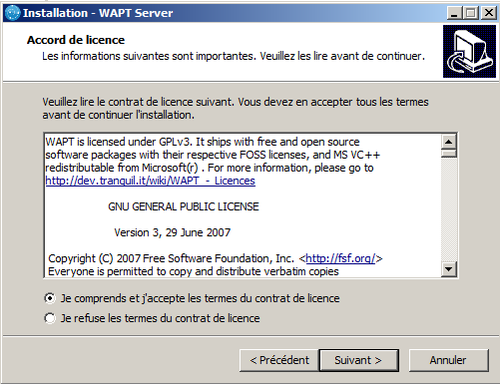 Installation - WAPT Server
Accord de licence
Les informations suivantes sont importantes. Veuillez les lire avant de continuer.
Veuillez lire le contrat de licence suivant. Vous devez en accepter tous les termes
avant de continuer l'installation.
WAPT is licensed under GPLv3. It ships with free and open source
software packages with their respective FOSS licenses, and MS VC++
redistributable from Microsoft(r) . For more information, please go to
http://dev.tranquil.it/wiki/WAPT_-_Licences
GNU GENERAL PUBLIC LICENSE
Version 3, 29 June 2007
Copyright (C) 2007 Free Software Foundation, Inc. <http://fsf.org/>
Everyone is permitted to copy and distribute verbatim copies
Je comprends et j'accepte les termes du contrat de licence
Je refuse les termes du contrat de licence
< Précédent
Suivant >
Annuler